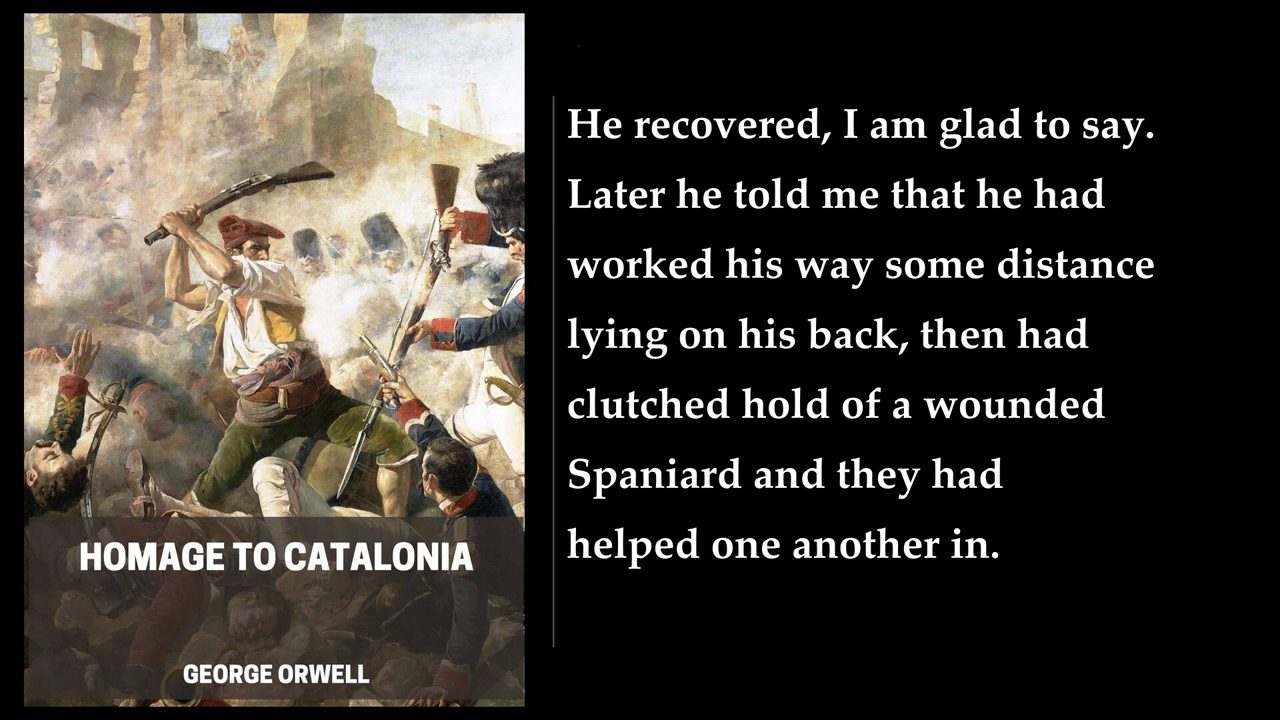 HOMAGE TO CATALONIA
GEORGE ORWELL
He recovered, I am glad to say.
Later he told me that he had
worked his way some distance
lying on his back, then had
clutched hold of a wounded
Spaniard and they had
helped one another in.